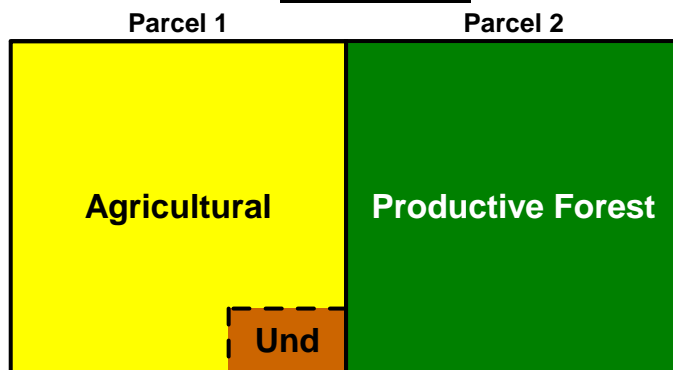 Parcel 1
Parcel 2
Agricultural
Productive Forest
Und